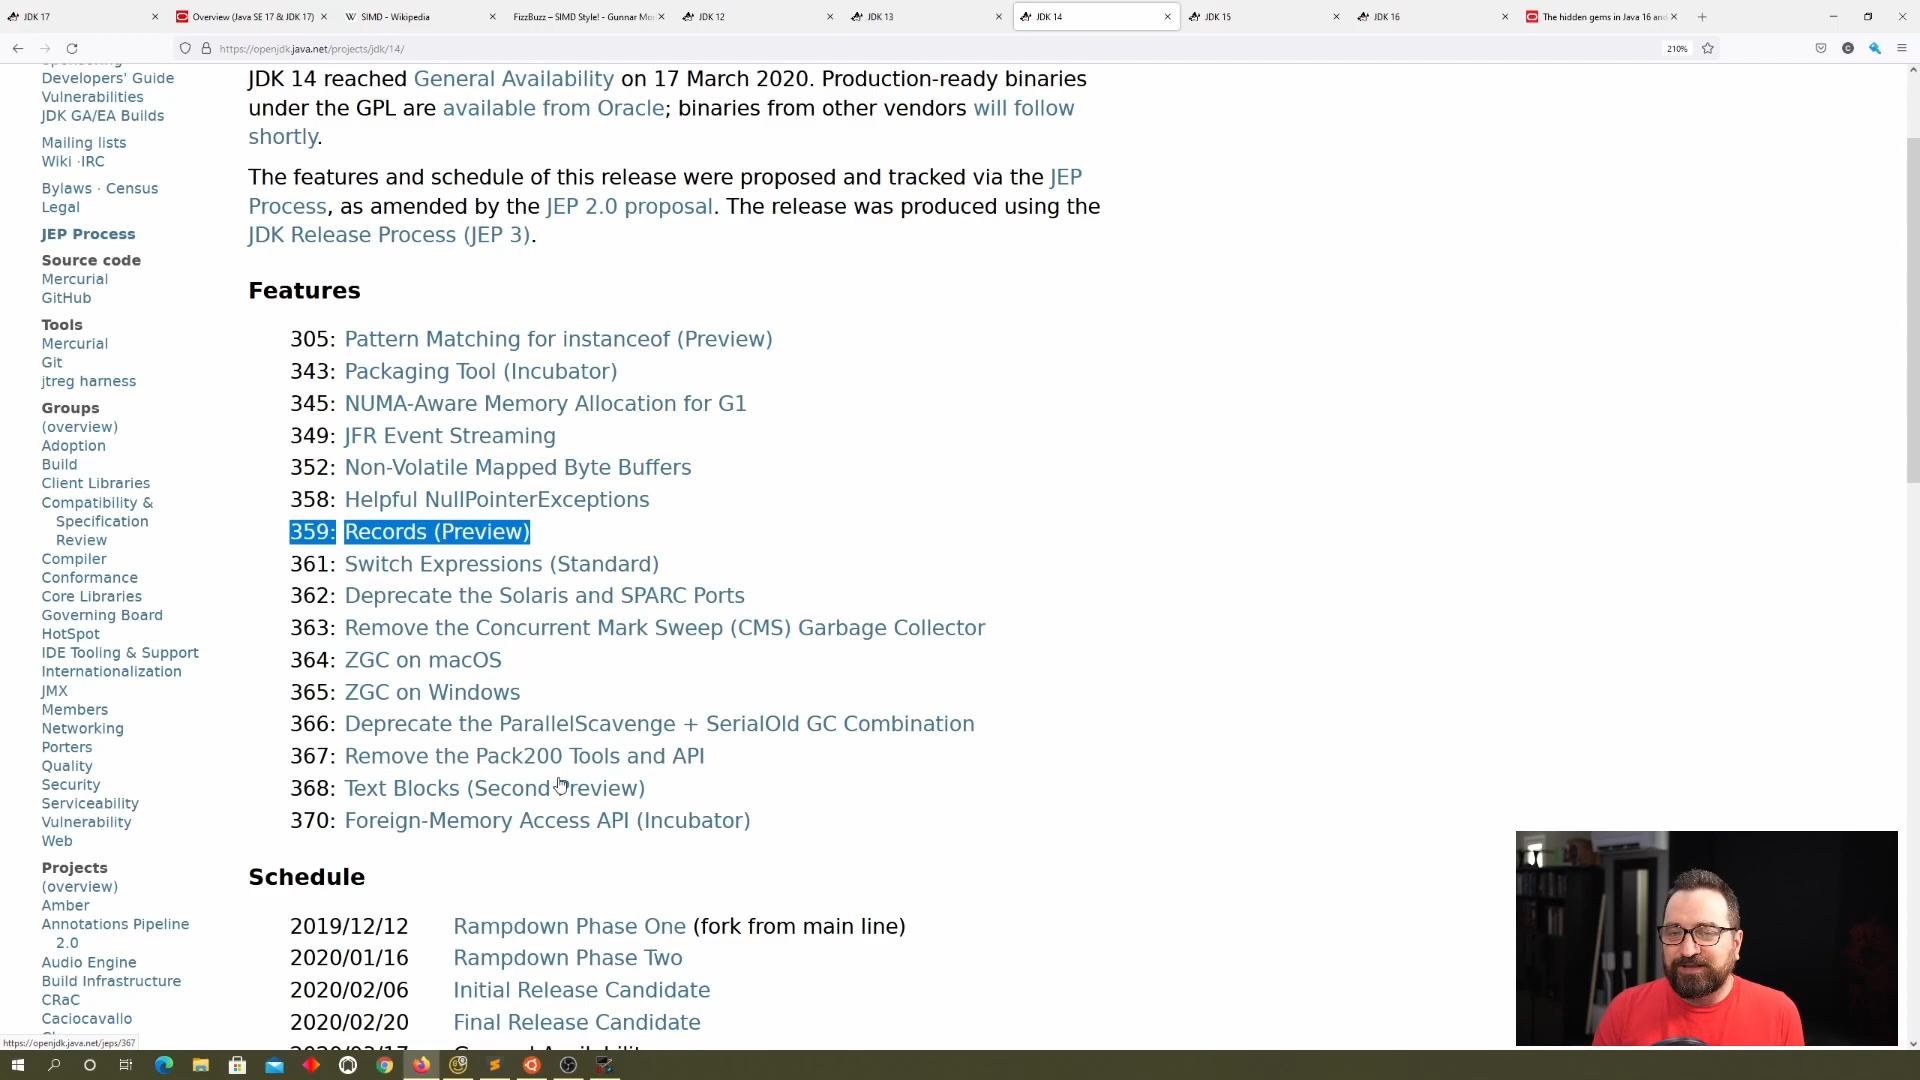 JDK 17
Overview (Java SE 17 & JDK 17)
SIMD - Wikipedia
FizzBuzz – SIMD Style! - Gunnar Mo
JDK 12
JDK 13
JDK 14
JDK 15
JDK 16
The hidden gems in Java 16 and
https://openjdk.java.net/projects/jdk/14/
210%
Developers' Guide
Vulnerabilities
JDK GA/EA Builds
Mailing lists
Wiki · IRC
Bylaws · Census
Legal
JEP Process
Source code
Mercurial
GitHub
Tools
Mercurial
Git
jtreg harness
Groups
(overview)
Adoption
Build
Client Libraries
Compatibility &
Specification
Review
Compiler
Conformance
Core Libraries
Governing Board
HotSpot
IDE Tooling & Support
Internationalization
JMX
Members
Networking
Porters
Quality
Security
Serviceability
Vulnerability
Web
Projects
(overview)
Amber
Annotations Pipeline
2.0
Audio Engine
Build Infrastructure
CRaC
Caciocavallo
https://openjdk.java.net/jeps/367
JDK 14 reached General Availability on 17 March 2020. Production-ready binaries
under the GPL are available from Oracle; binaries from other vendors will follow
shortly.
The features and schedule of this release were proposed and tracked via the JEP
Process, as amended by the JEP 2.0 proposal. The release was produced using the
JDK Release Process (JEP 3).
Features
305: Pattern Matching for instanceof (Preview)
343: Packaging Tool (Incubator)
345: NUMA-Aware Memory Allocation for G1
349: JFR Event Streaming
352: Non-Volatile Mapped Byte Buffers
358: Helpful NullPointerExceptions
359: Records (Preview)
361: Switch Expressions (Standard)
362: Deprecate the Solaris and SPARC Ports
363: Remove the Concurrent Mark Sweep (CMS) Garbage Collector
364: ZGC on macOS
365: ZGC on Windows
366: Deprecate the ParallelScavenge + SerialOld GC Combination
367: Remove the Pack200 Tools and API
368: Text Blocks (Second Preview)
370: Foreign-Memory Access API (Incubator)
Schedule
2019/12/12 Rampdown Phase One (fork from main line)
2020/01/16 Rampdown Phase Two
2020/02/06 Initial Release Candidate
2020/02/20 Final Release Candidate
2020/03/17 General Availability